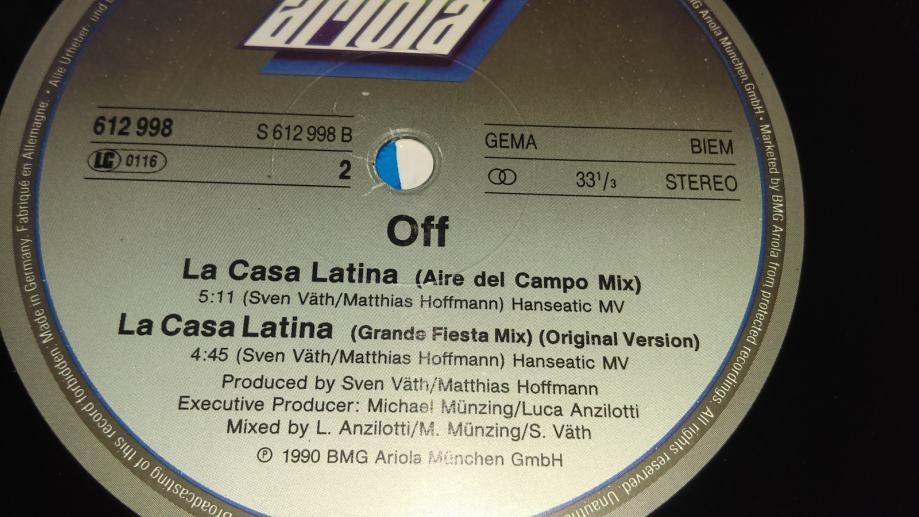 ariola
612 998 S 612 998 B
LC 0116 2
GEMA BIEM
33¹/₃ STEREO
Off
La Casa Latina (Aire del Campo Mix)
5:11 (Sven Väth/Matthias Hoffmann) Hanseatic MV
La Casa Latina (Grande Fiesta Mix) (Original Version)
4:45 (Sven Väth/Matthias Hoffmann) Hanseatic MV
Produced by Sven Väth/Matthias Hoffmann
Executive Producer: Michael Münzing/Luca Anzilotti
Mixed by L. Anzilotti/M. Münzing/S. Väth
℗ 1990 BMG Ariola München GmbH
Broadcasting of this record forbidden. Made in Germany. Fabriqué en Allemagne. • Alle Urheber- und
BMG Ariola München GmbH • Marketed by BMG Ariola from protected recordings. All rights reserved.